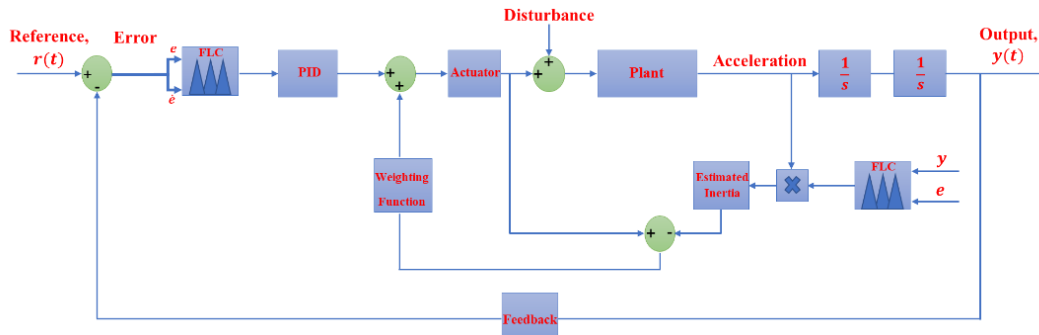 Disturbance
Reference,
r(t)
Error
e
ė
FLC
PID
Actuator
Plant
Acceleration
1
s
1
s
Output,
y(t)
+
-
+
+
+
+
Weighting
Function
Estimated
Inertia
FLC
y
e
+
-
Feedback